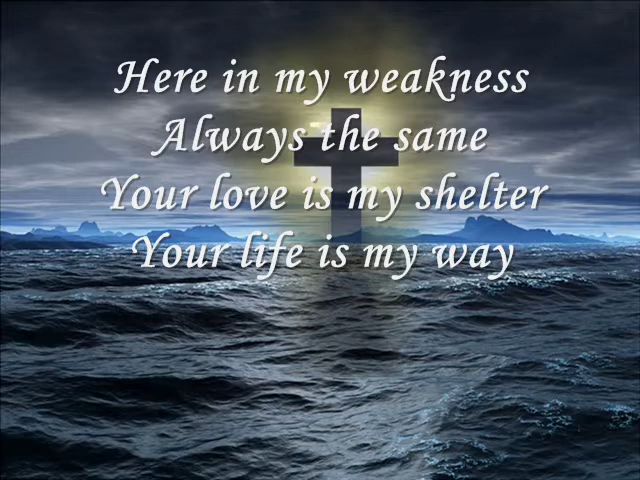 Here in my weakness
Always the same
Your love is my shelter
Your life is my way